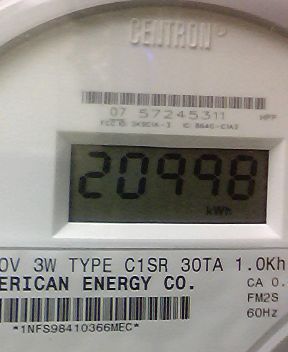 CENTRON®
07 57245311
HPP
20998
kWh
0V 3W TYPE C1SR 30TA 1.0Kh
ERICAN ENERGY CO.
CA 0.
FM2S
60Hz
*1NFS98410366MEC*